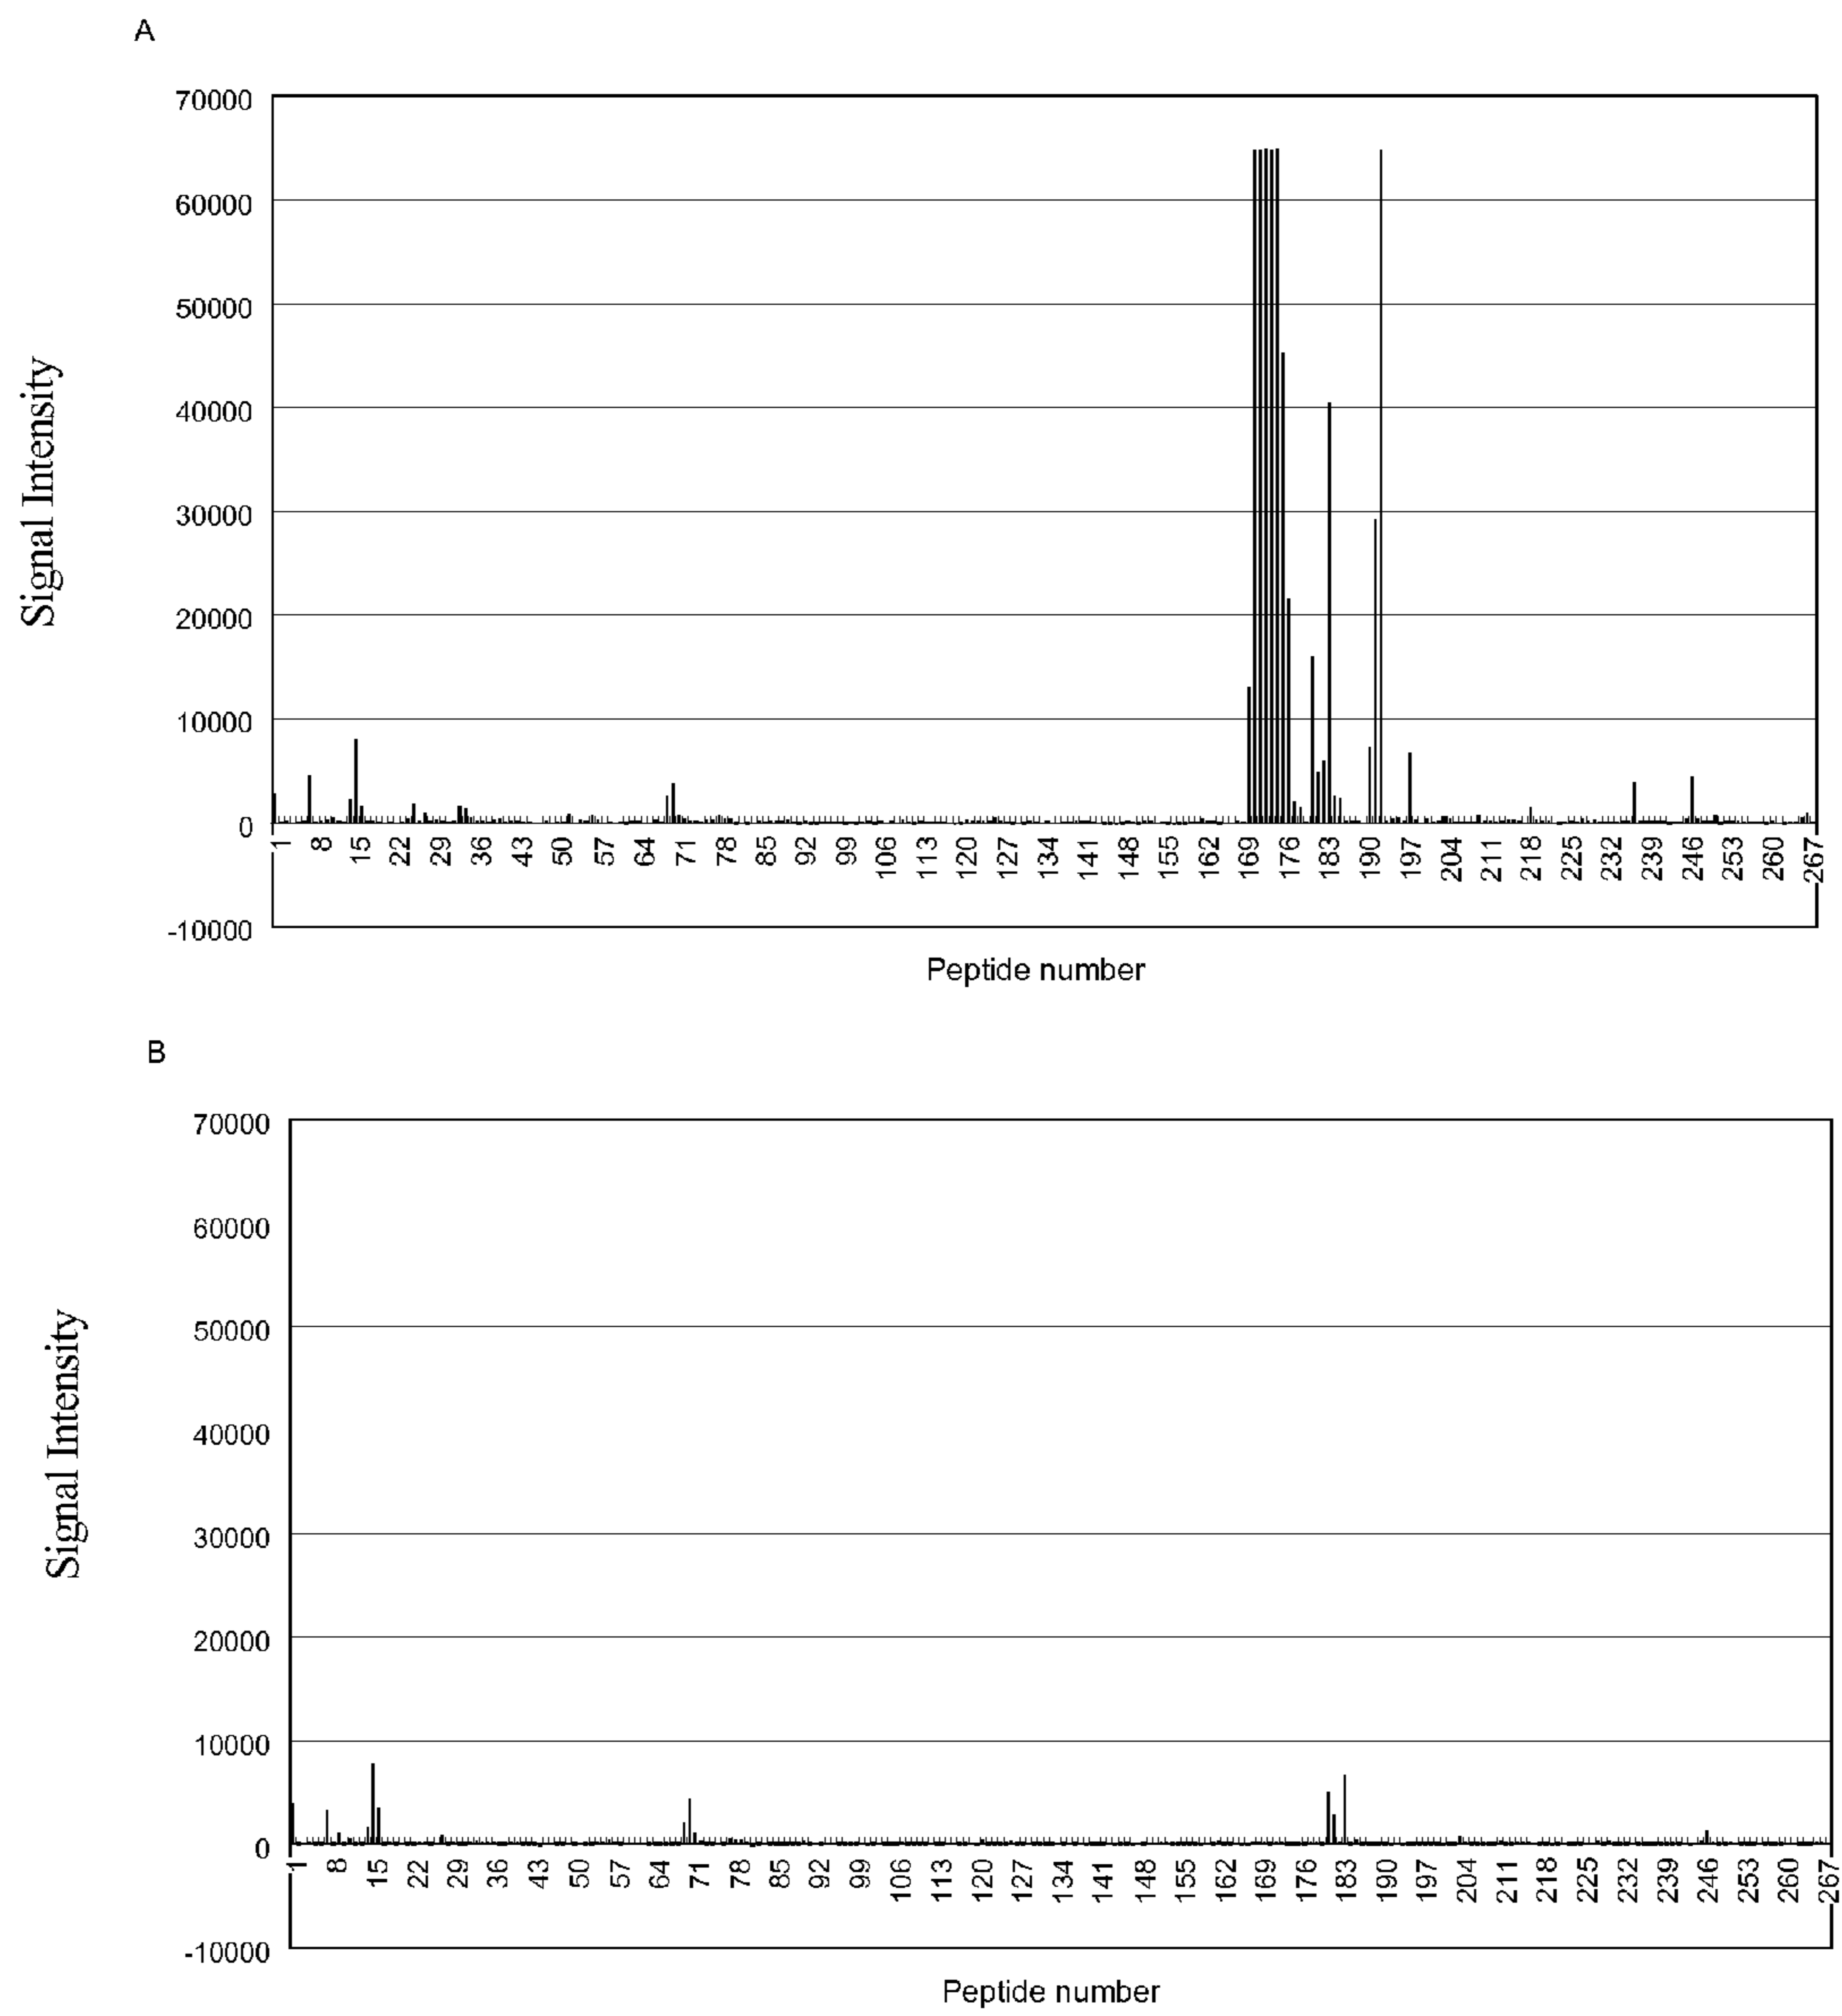 A
70000
60000
50000
40000
30000
20000
10000
0
-10000
Signal Intensity
1 8 15 22 29 36 43 50 57 64 71 78 85 92 99 106 113 120 127 134 141 148 155 162 169 176 183 190 197 204 211 218 225 232 239 246 253 260 267
Peptide number
B
70000
60000
50000
40000
30000
20000
10000
0
-10000
Signal Intensity
1 8 15 22 29 36 43 50 57 64 71 78 85 92 99 106 113 120 127 134 141 148 155 162 169 176 183 190 197 204 211 218 225 232 239 246 253 260 267
Peptide number